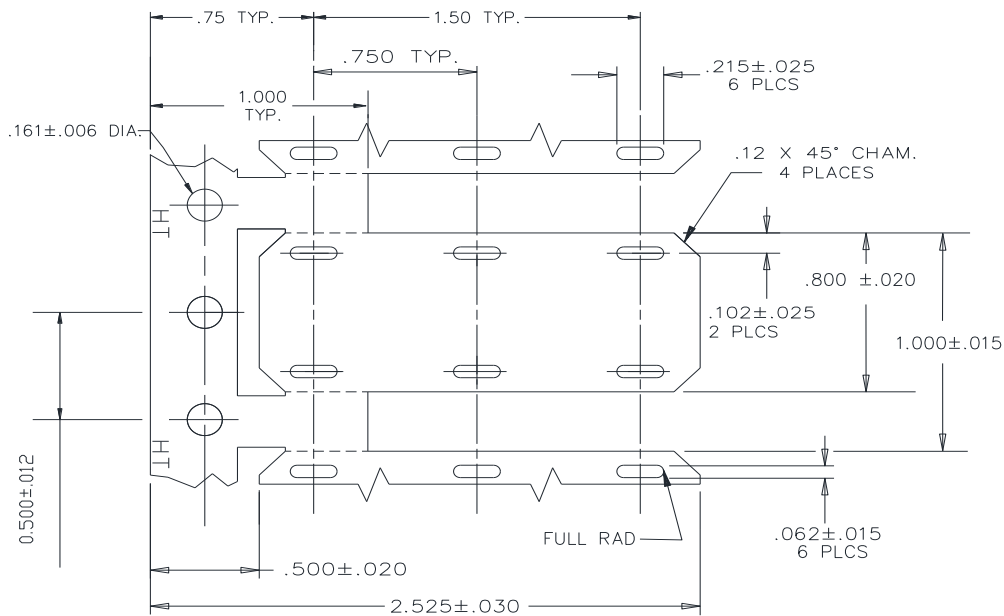 .75 TYP.
1.50 TYP.
.750 TYP.
.215±.025
6 PLCS
1.000
TYP.
.161±.006 DIA.
.12 X 45° CHAM.
4 PLACES
TH
.800 ±.020
.102±.025
2 PLCS
1.000±.015
TH
0.500±.012
FULL RAD
.062±.015
6 PLCS
.500±.020
2.525±.030